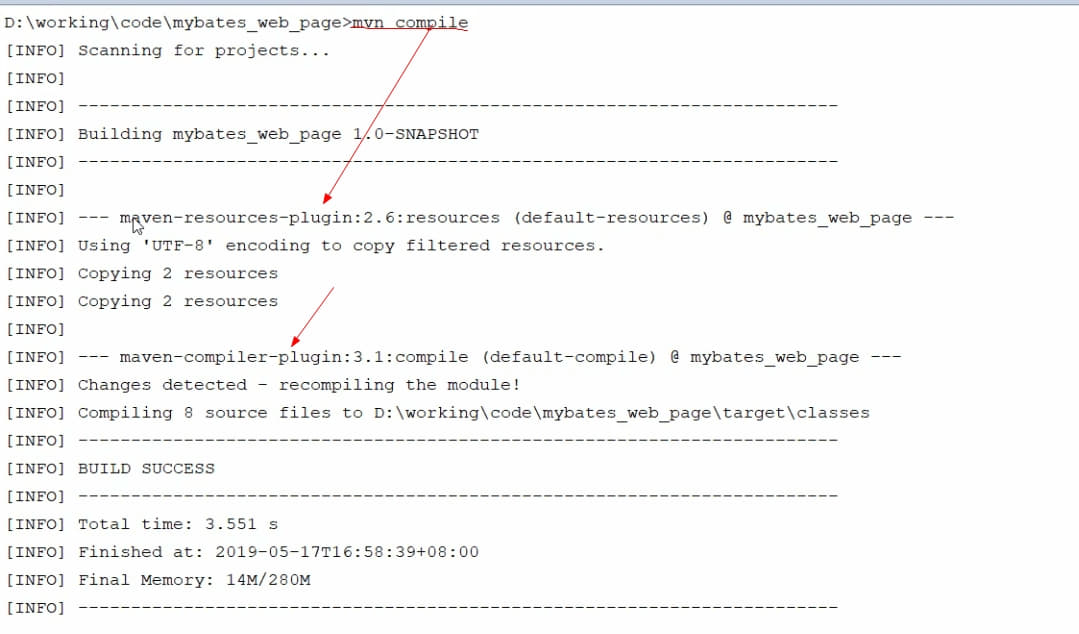 D:\working\code\mybates_web_page>mvn compile
[INFO] Scanning for projects...
[INFO]
[INFO] ------------------------------------------------------------------------
[INFO] Building mybates_web_page 1.0-SNAPSHOT
[INFO] ------------------------------------------------------------------------
[INFO]
[INFO] --- maven-resources-plugin:2.6:resources (default-resources) @ mybates_web_page ---
[INFO] Using 'UTF-8' encoding to copy filtered resources.
[INFO] Copying 2 resources
[INFO] Copying 2 resources
[INFO]
[INFO] --- maven-compiler-plugin:3.1:compile (default-compile) @ mybates_web_page ---
[INFO] Changes detected - recompiling the module!
[INFO] Compiling 8 source files to D:\working\code\mybates_web_page\target\classes
[INFO] ------------------------------------------------------------------------
[INFO] BUILD SUCCESS
[INFO] ------------------------------------------------------------------------
[INFO] Total time: 3.551 s
[INFO] Finished at: 2019-05-17T16:58:39+08:00
[INFO] Final Memory: 14M/280M
[INFO] ------------------------------------------------------------------------